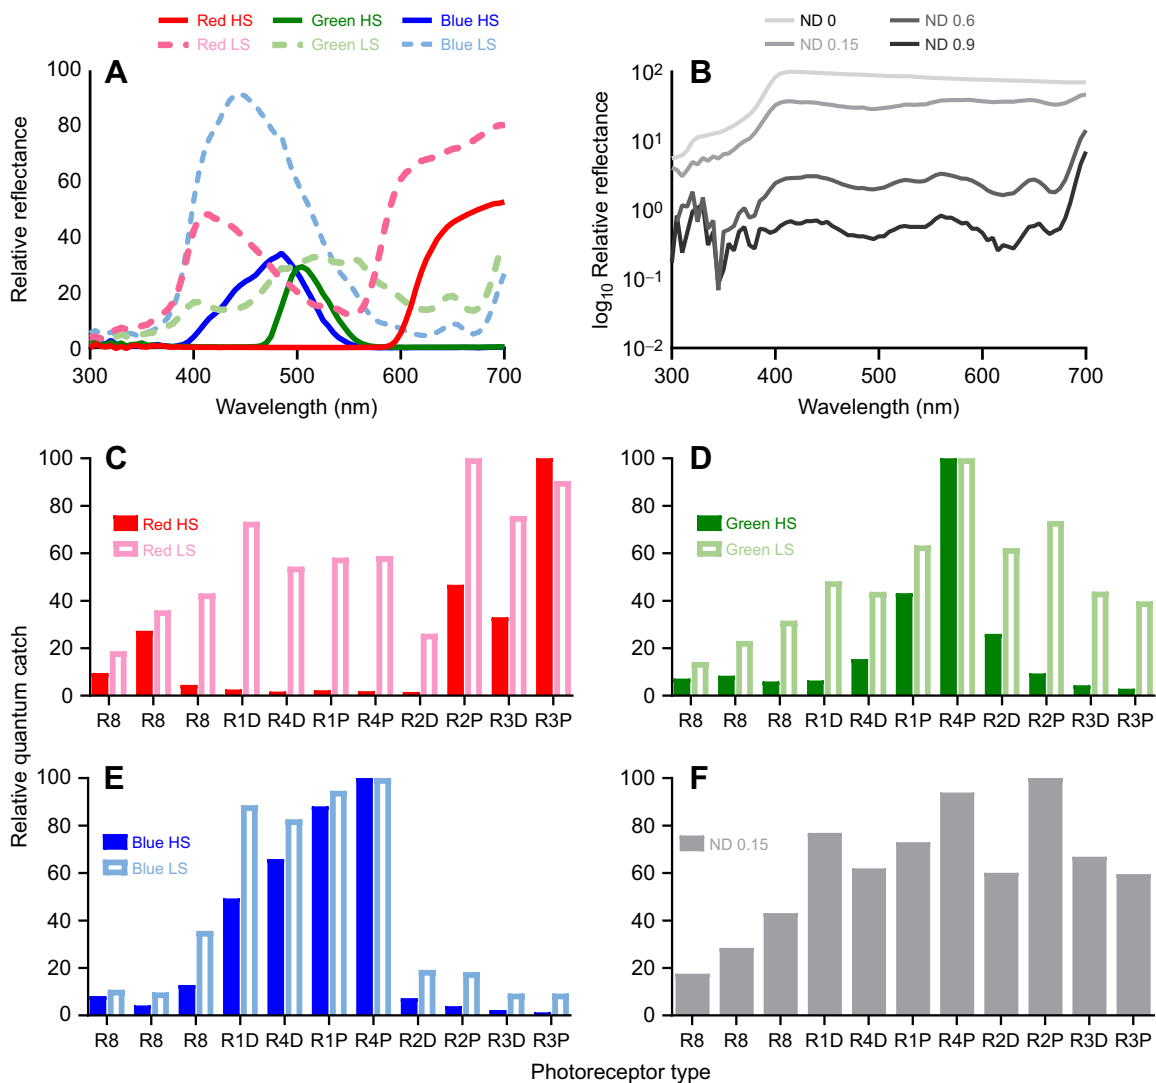 Red HS Green HS Blue HS
Red LS Green LS Blue LS
ND 0 ND 0.6
ND 0.15 ND 0.9
A
100
80
60
40
20
0
300 400 500 600 700
Relative reflectance
Wavelength (nm)
B
10²
10¹
10⁰
10⁻¹
10⁻²
300 400 500 600 700
log₁₀ Relative reflectance
Wavelength (nm)
C
100
80
60
40
20
0
Red HS
Red LS
R8 R8 R8 R1D R4D R1P R4P R2D R2P R3D R3P
D
100
80
60
40
20
0
Green HS
Green LS
R8 R8 R8 R1D R4D R1P R4P R2D R2P R3D R3P
Relative quantum catch
E
100
80
60
40
20
0
Blue HS
Blue LS
R8 R8 R8 R1D R4D R1P R4P R2D R2P R3D R3P
F
100
80
60
40
20
0
ND 0.15
R8 R8 R8 R1D R4D R1P R4P R2D R2P R3D R3P
Photoreceptor type